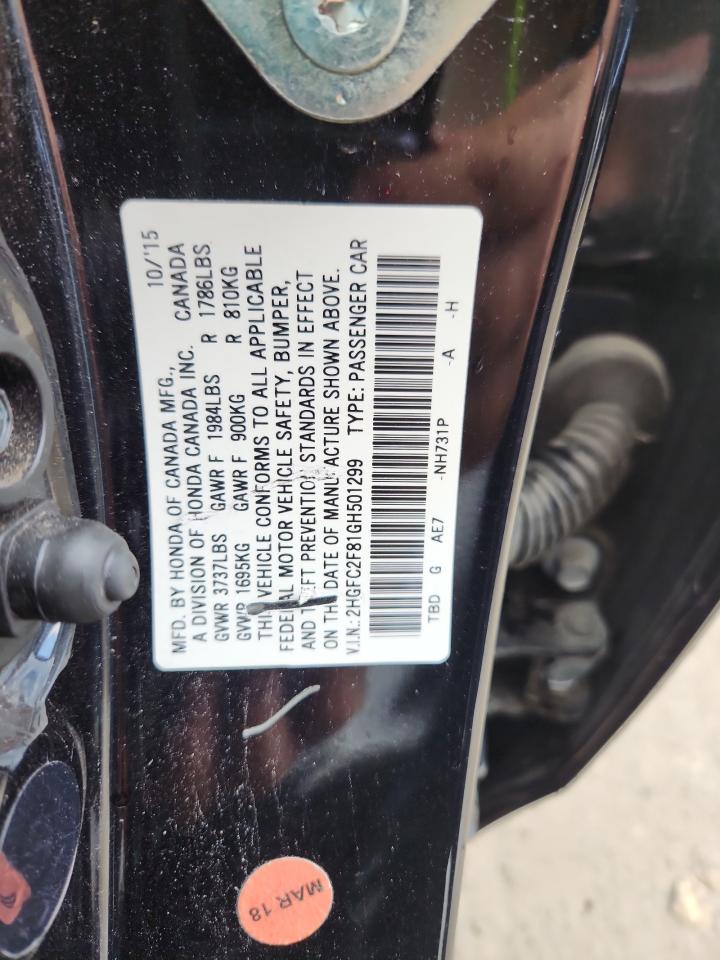 10/'15
MFD. BY HONDA OF CANADA MFG.,
A DIVISION OF HONDA CANADA INC. CANADA
GVWR 3737LBS GAWR F 1984LBS R 1786LBS
GVWR 1695KG GAWR F 900KG R 810KG
THIS VEHICLE CONFORMS TO ALL APPLICABLE
FEDERAL MOTOR VEHICLE SAFETY, BUMPER,
AND THEFT PREVENTION STANDARDS IN EFFECT
ON THE DATE OF MANUFACTURE SHOWN ABOVE.
V.I.N.: 2HGFC2F81GH501299 TYPE: PASSENGER CAR
TBD G AE7 -NH731P -A -H
MAR 18